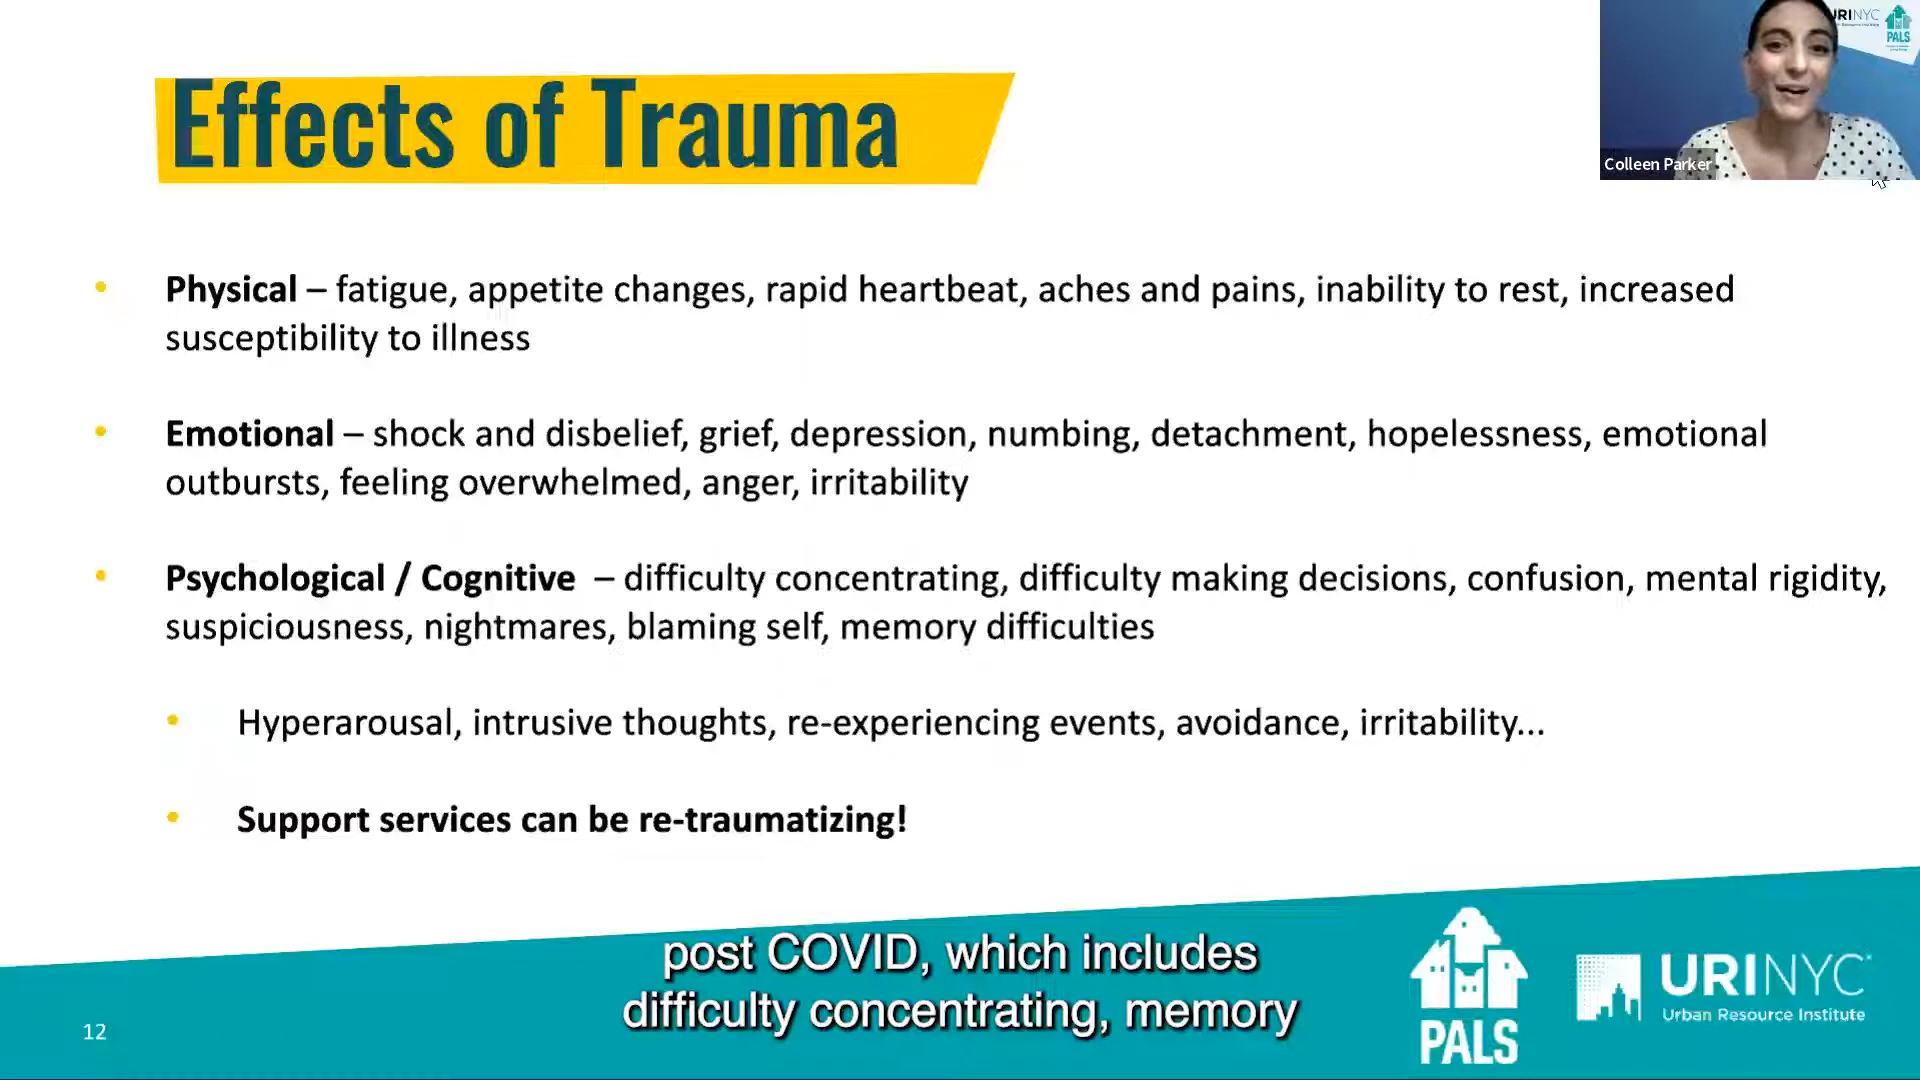 Effects of Trauma
URINYC
PALS
Colleen Parker
• Physical – fatigue, appetite changes, rapid heartbeat, aches and pains, inability to rest, increased
susceptibility to illness
• Emotional – shock and disbelief, grief, depression, numbing, detachment, hopelessness, emotional
outbursts, feeling overwhelmed, anger, irritability
• Psychological / Cognitive – difficulty concentrating, difficulty making decisions, confusion, mental rigidity,
suspiciousness, nightmares, blaming self, memory difficulties
• Hyperarousal, intrusive thoughts, re-experiencing events, avoidance, irritability...
• Support services can be re-traumatizing!
post COVID, which includes
difficulty concentrating, memory
12
PALS
URINYC
Urban Resource Institute